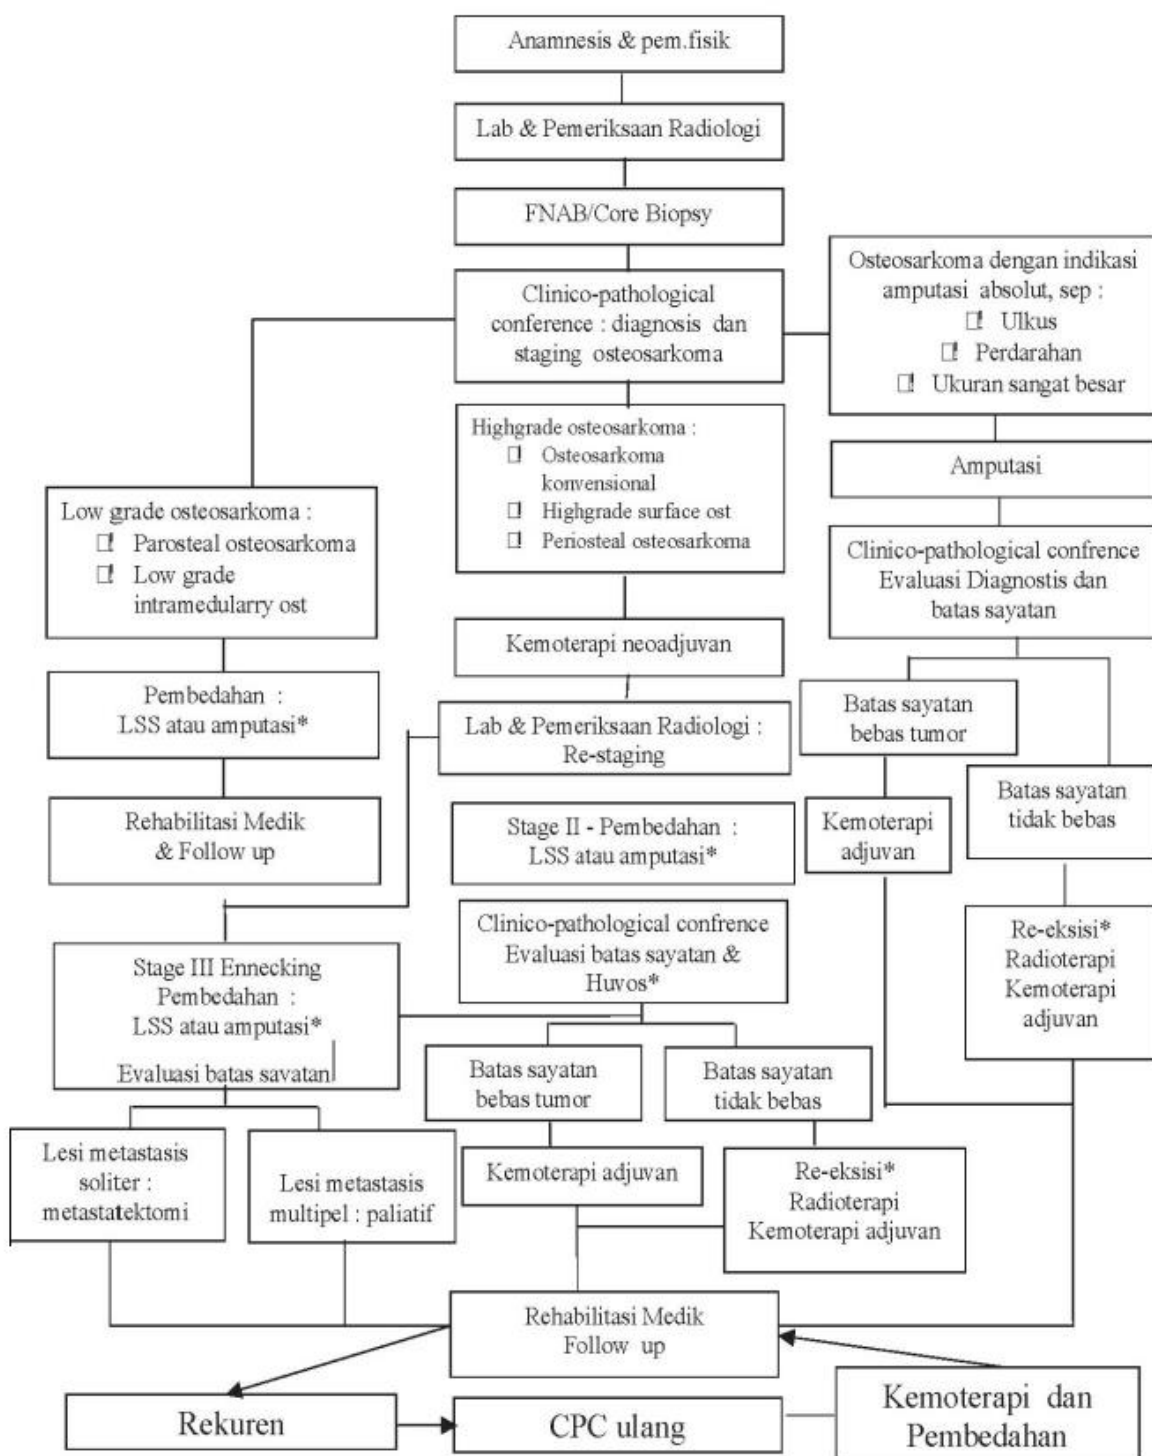 Anamnesis & pem.fisik
Lab & Pemeriksaan Radiologi
FNAB/Core Biopsy
Clinico-pathological
conference : diagnosis dan
staging osteosarkoma
Osteosarkoma dengan indikasi
amputasi absolut, sep :
Ulkus
Perdarahan
Ukuran sangat besar
Amputasi
Clinico-pathological confrence
Evaluasi Diagnostis dan
batas sayatan
Batas sayatan
bebas tumor
Kemoterapi
adjuvan
Batas sayatan
tidak bebas
Re-eksisi*
Radioterapi
Kemoterapi
adjuvan
Highgrade osteosarkoma :
Osteosarkoma
konvensional
Highgrade surface ost
Periosteal osteosarkoma
Kemoterapi neoadjuvan
Lab & Pemeriksaan Radiologi :
Re-staging
Stage II - Pembedahan :
LSS atau amputasi*
Clinico-pathological confrence
Evaluasi batas sayatan &
Huvos*
Batas sayatan
bebas tumor
Batas sayatan
tidak bebas
Kemoterapi adjuvan
Re-eksisi*
Radioterapi
Kemoterapi adjuvan
Low grade osteosarkoma :
Parosteal osteosarkoma
Low grade
intramedularry ost
Pembedahan :
LSS atau amputasi*
Rehabilitasi Medik
& Follow up
Stage III Ennecking
Pembedahan :
LSS atau amputasi*
Evaluasi batas savatan
Lesi metastasis
soliter :
metastatektomi
Lesi metastasis
multipel : paliatif
Rehabilitasi Medik
Follow up
Rekuren
CPC ulang
Kemoterapi dan
Pembedahan